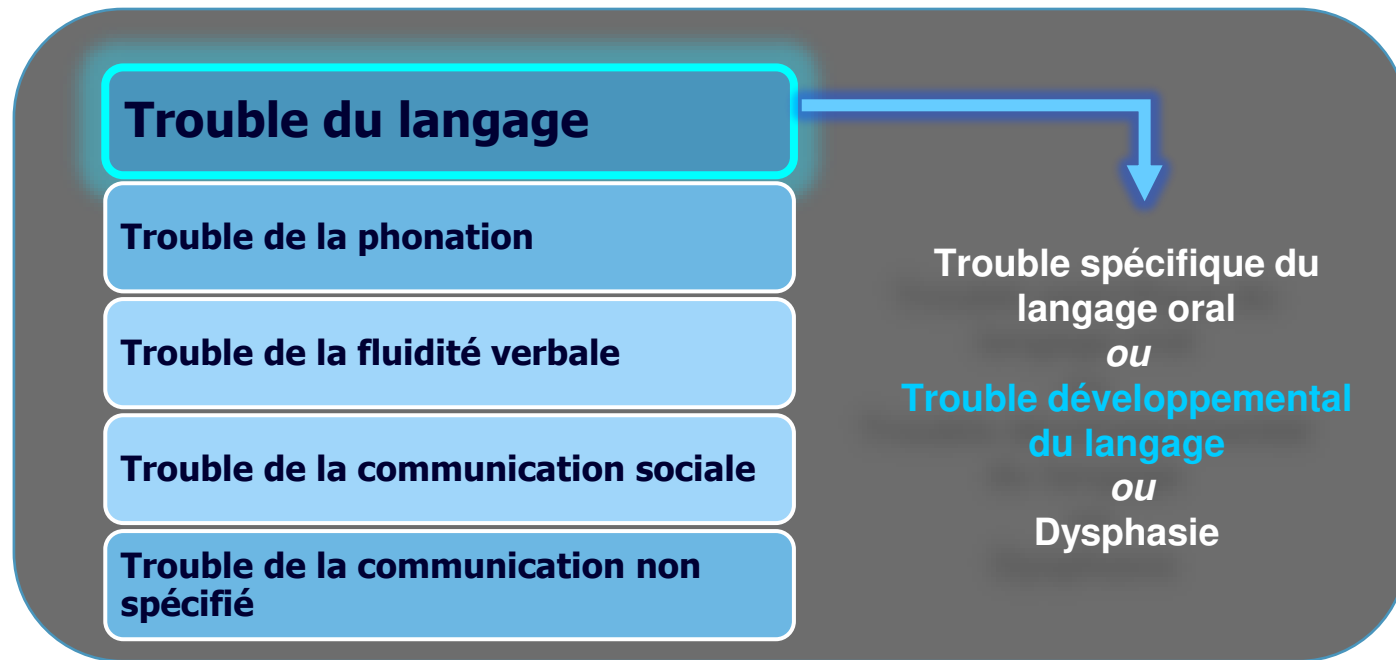 Trouble du langage
Trouble de la phonation
Trouble de la fluidité verbale
Trouble de la communication sociale
Trouble de la communication non
spécifié
Trouble spécifique du
langage oral
ou
Trouble développemental
du langage
ou
Dysphasie